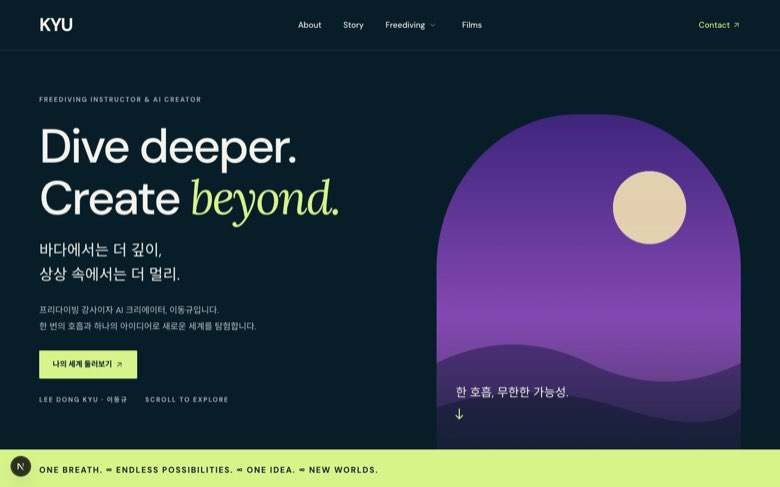 KYU
About
Story
Freediving
Films
Contact ↗
FREEDIVING INSTRUCTOR & AI CREATOR
Dive deeper.
Create beyond.
바다에서는 더 깊이,
상상 속에서는 더 멀리.
프리다이빙 강사이자 AI 크리에이터, 이동규입니다.
한 번의 호흡과 하나의 아이디어로 새로운 세계를 탐험합니다.
나의 세계 둘러보기 ↗
LEE DONG KYU · 이동규
SCROLL TO EXPLORE
한 호흡, 무한한 가능성.
↓
N
ONE BREATH. ∞ ENDLESS POSSIBILITIES. ∞ ONE IDEA. ∞ NEW WORLDS.